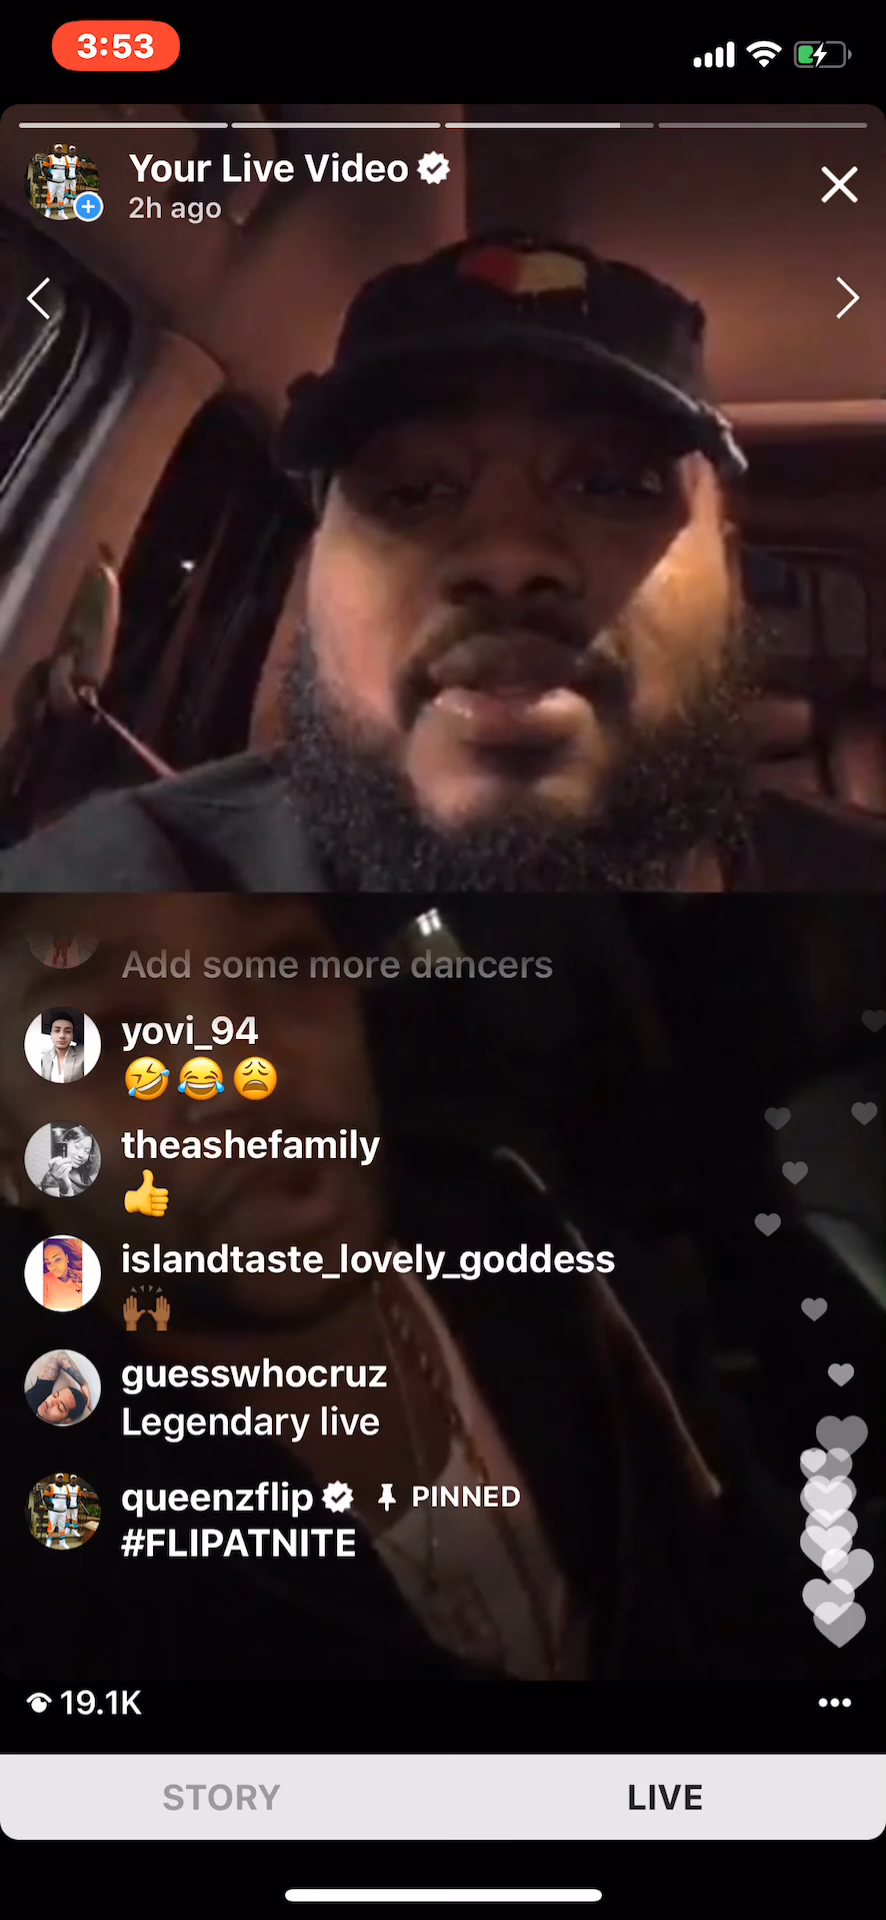 3:53
Your Live Video
2h ago
Add some more dancers
yovi_94
🤣😂😩
theashefamily
👍
islandtaste_lovely_goddess
🙌🏾
guesswhocruz
Legendary live
queenzflip PINNED
#FLIPATNITE
19.1K
STORY LIVE